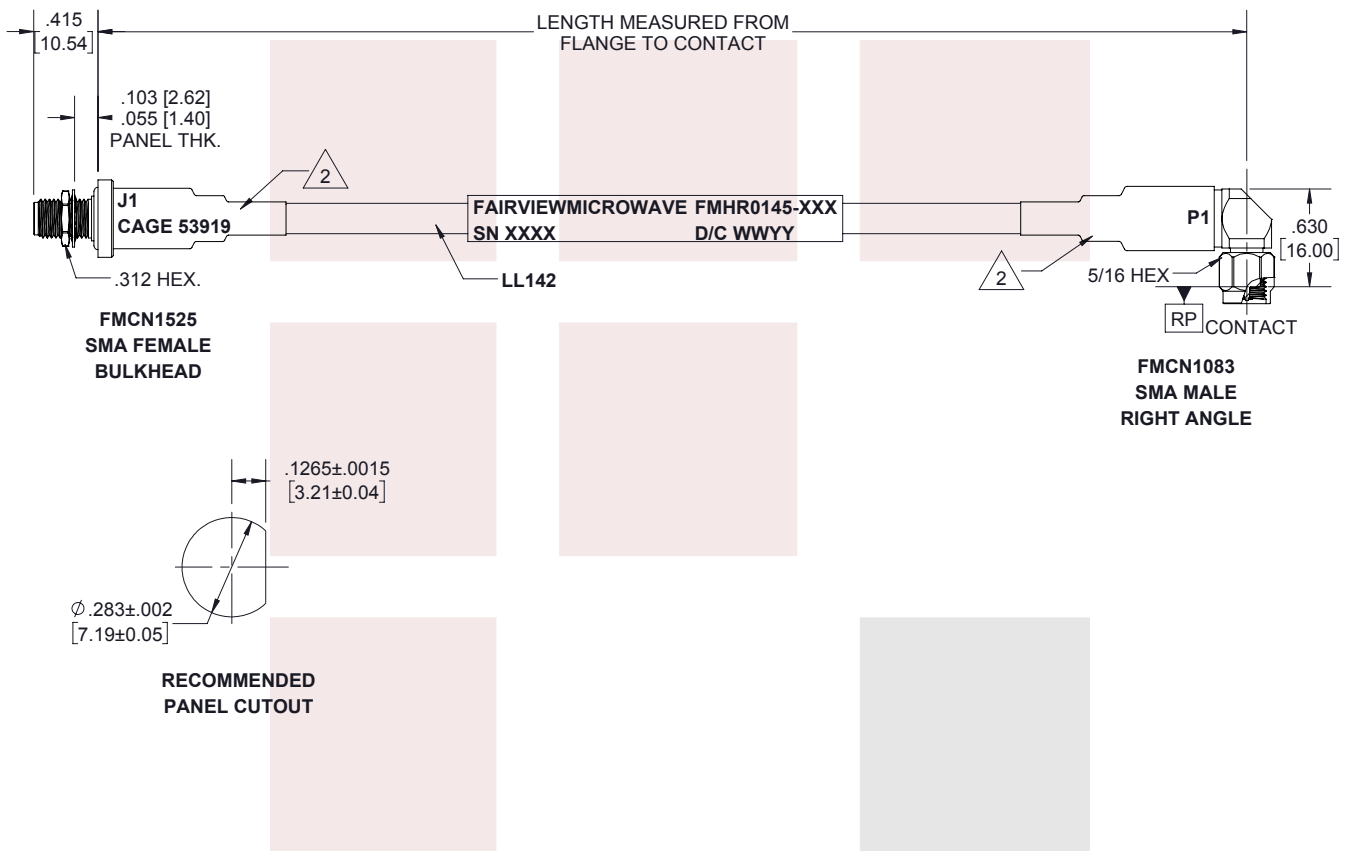 .415
[10.54]
LENGTH MEASURED FROM
FLANGE TO CONTACT
.103 [2.62]
.055 [1.40]
PANEL THK.
2
J1
CAGE 53919
FAIRVIEWMICROWAVE FMHR0145-XXX
SN XXXX D/C WWYY
P1
.630
[16.00]
.312 HEX.
LL142
2
5/16 HEX
RP
CONTACT
FMCN1525
SMA FEMALE
BULKHEAD
FMCN1083
SMA MALE
RIGHT ANGLE
.1265±.0015
[3.21±0.04]
∅.283±.002
[7.19±0.05]
RECOMMENDED
PANEL CUTOUT